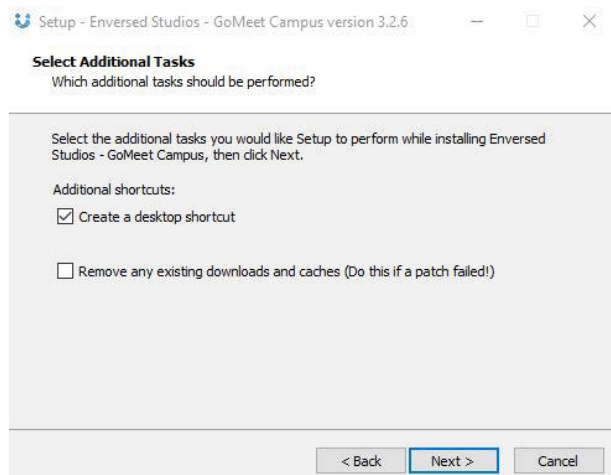 Setup - Enversed Studios - GoMeet Campus version 3.2.6
Select Additional Tasks
Which additional tasks should be performed?
Select the additional tasks you would like Setup to perform while installing Enversed
Studios - GoMeet Campus, then click Next.
Additional shortcuts:
Create a desktop shortcut
Remove any existing downloads and caches (Do this if a patch failed!)
< Back Next > Cancel